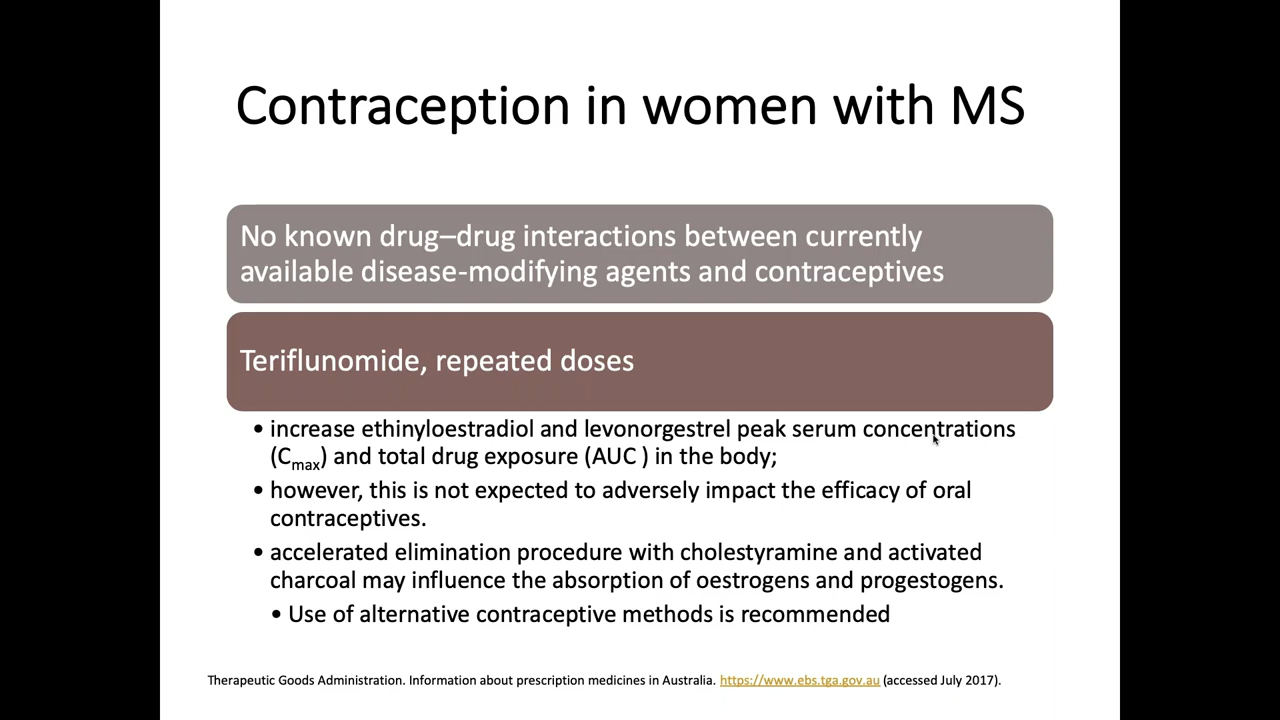 Contraception in women with MS
No known drug–drug interactions between currently
available disease-modifying agents and contraceptives
Teriflunomide, repeated doses
• increase ethinyloestradiol and levonorgestrel peak serum concentrations
(Cmax) and total drug exposure (AUC ) in the body;
• however, this is not expected to adversely impact the efficacy of oral
contraceptives.
• accelerated elimination procedure with cholestyramine and activated
charcoal may influence the absorption of oestrogens and progestogens.
• Use of alternative contraceptive methods is recommended
Therapeutic Goods Administration. Information about prescription medicines in Australia. https://www.ebs.tga.gov.au (accessed July 2017).